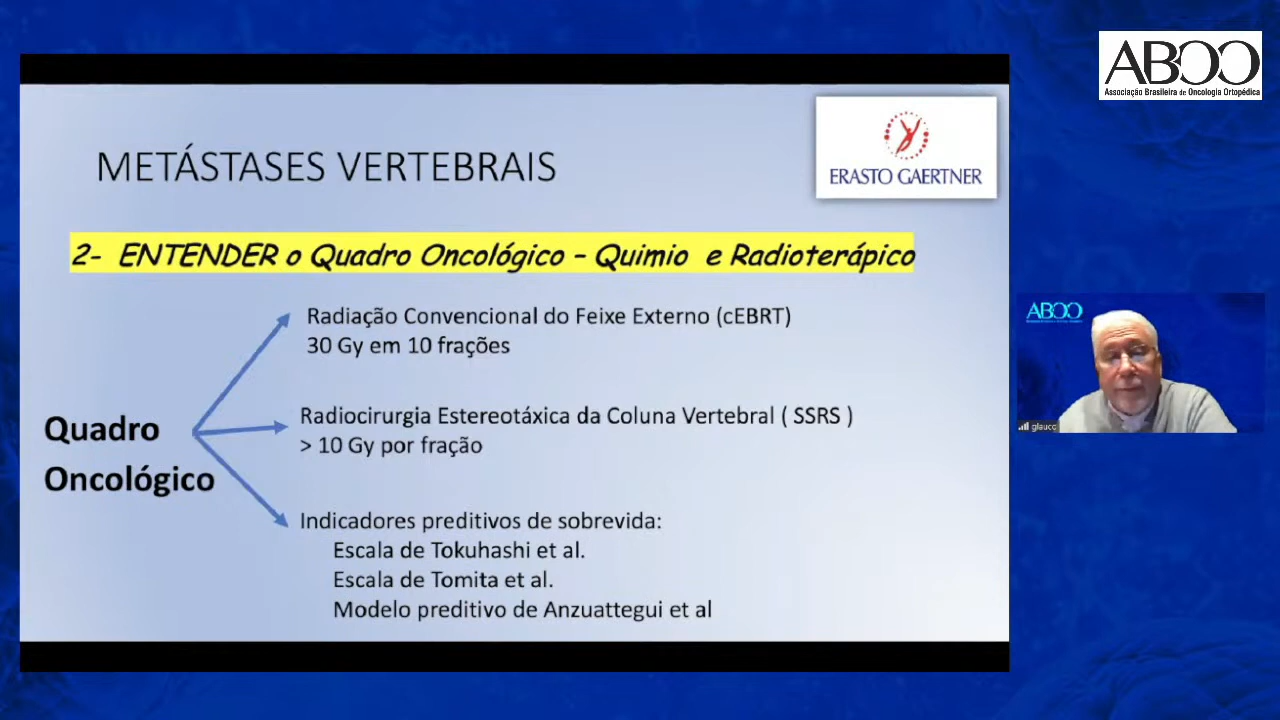 ABOO
Associação Brasileira de Oncologia Ortopédica
ERASTO GAERTNER
METÁSTASES VERTEBRAIS
2- ENTENDER o Quadro Oncológico – Quimio e Radioterápico
Radiação Convencional do Feixe Externo (cEBRT)
30 Gy em 10 frações
Quadro
Oncológico
Radiocirurgia Estereotáxica da Coluna Vertebral ( SSRS )
> 10 Gy por fração
Indicadores preditivos de sobrevida:
Escala de Tokuhashi et al.
Escala de Tomita et al.
Modelo preditivo de Anzuattegui et al
ABOO
glauco